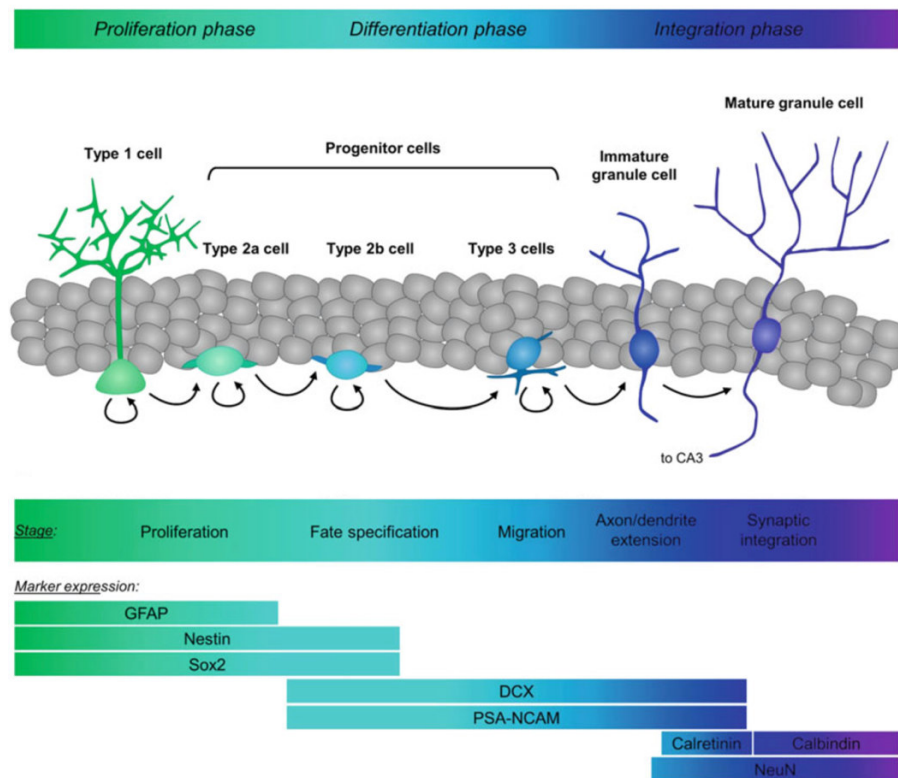 Proliferation phase Differentiation phase Integration phase
Mature granule cell
Type 1 cell
Progenitor cells
Immature
granule cell
Type 2a cell Type 2b cell Type 3 cells
to CA3
Stage: Proliferation Fate specification Migration Axon/dendrite
extension Synaptic
integration
Marker expression:
GFAP
Nestin
Sox2
DCX
PSA-NCAM
Calretinin Calbindin
NeuN